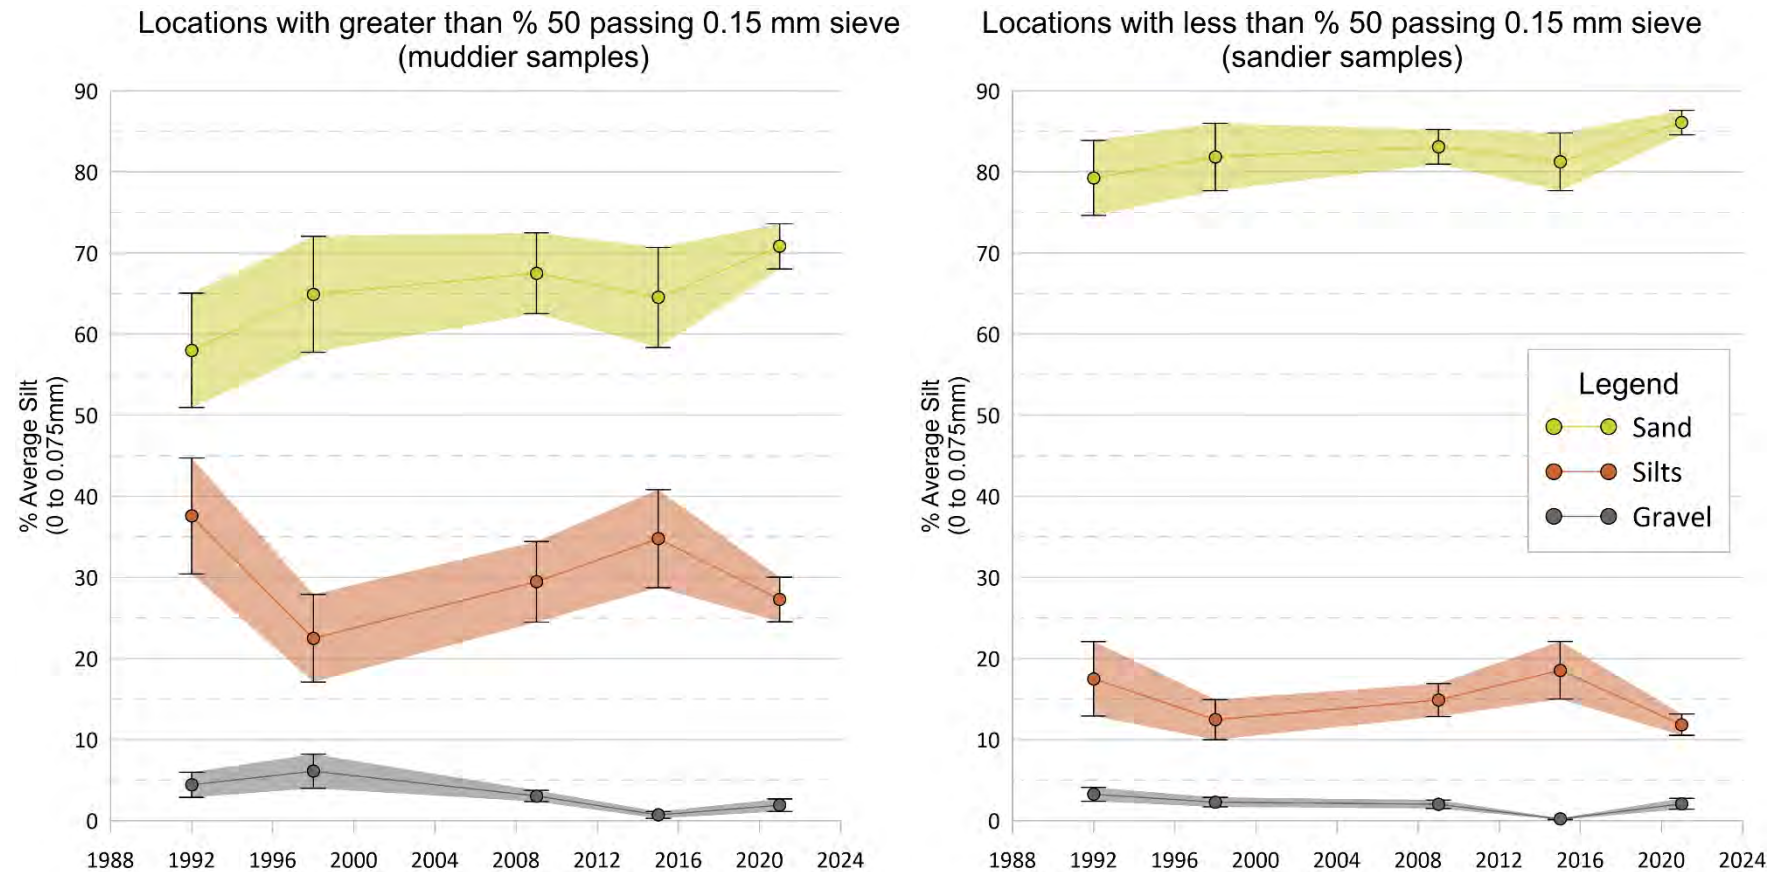 Locations with greater than % 50 passing 0.15 mm sieve
(muddier samples)
90
80
70
60
50
40
30
20
10
0
% Average Silt
(0 to 0.075mm)
1988 1992 1996 2000 2004 2008 2012 2016 2020 2024
Locations with less than % 50 passing 0.15 mm sieve
(sandier samples)
90
80
70
60
50
40
30
20
10
0
% Average Silt
(0 to 0.075mm)
1988 1992 1996 2000 2004 2008 2012 2016 2020 2024
Legend
Sand
Silts
Gravel